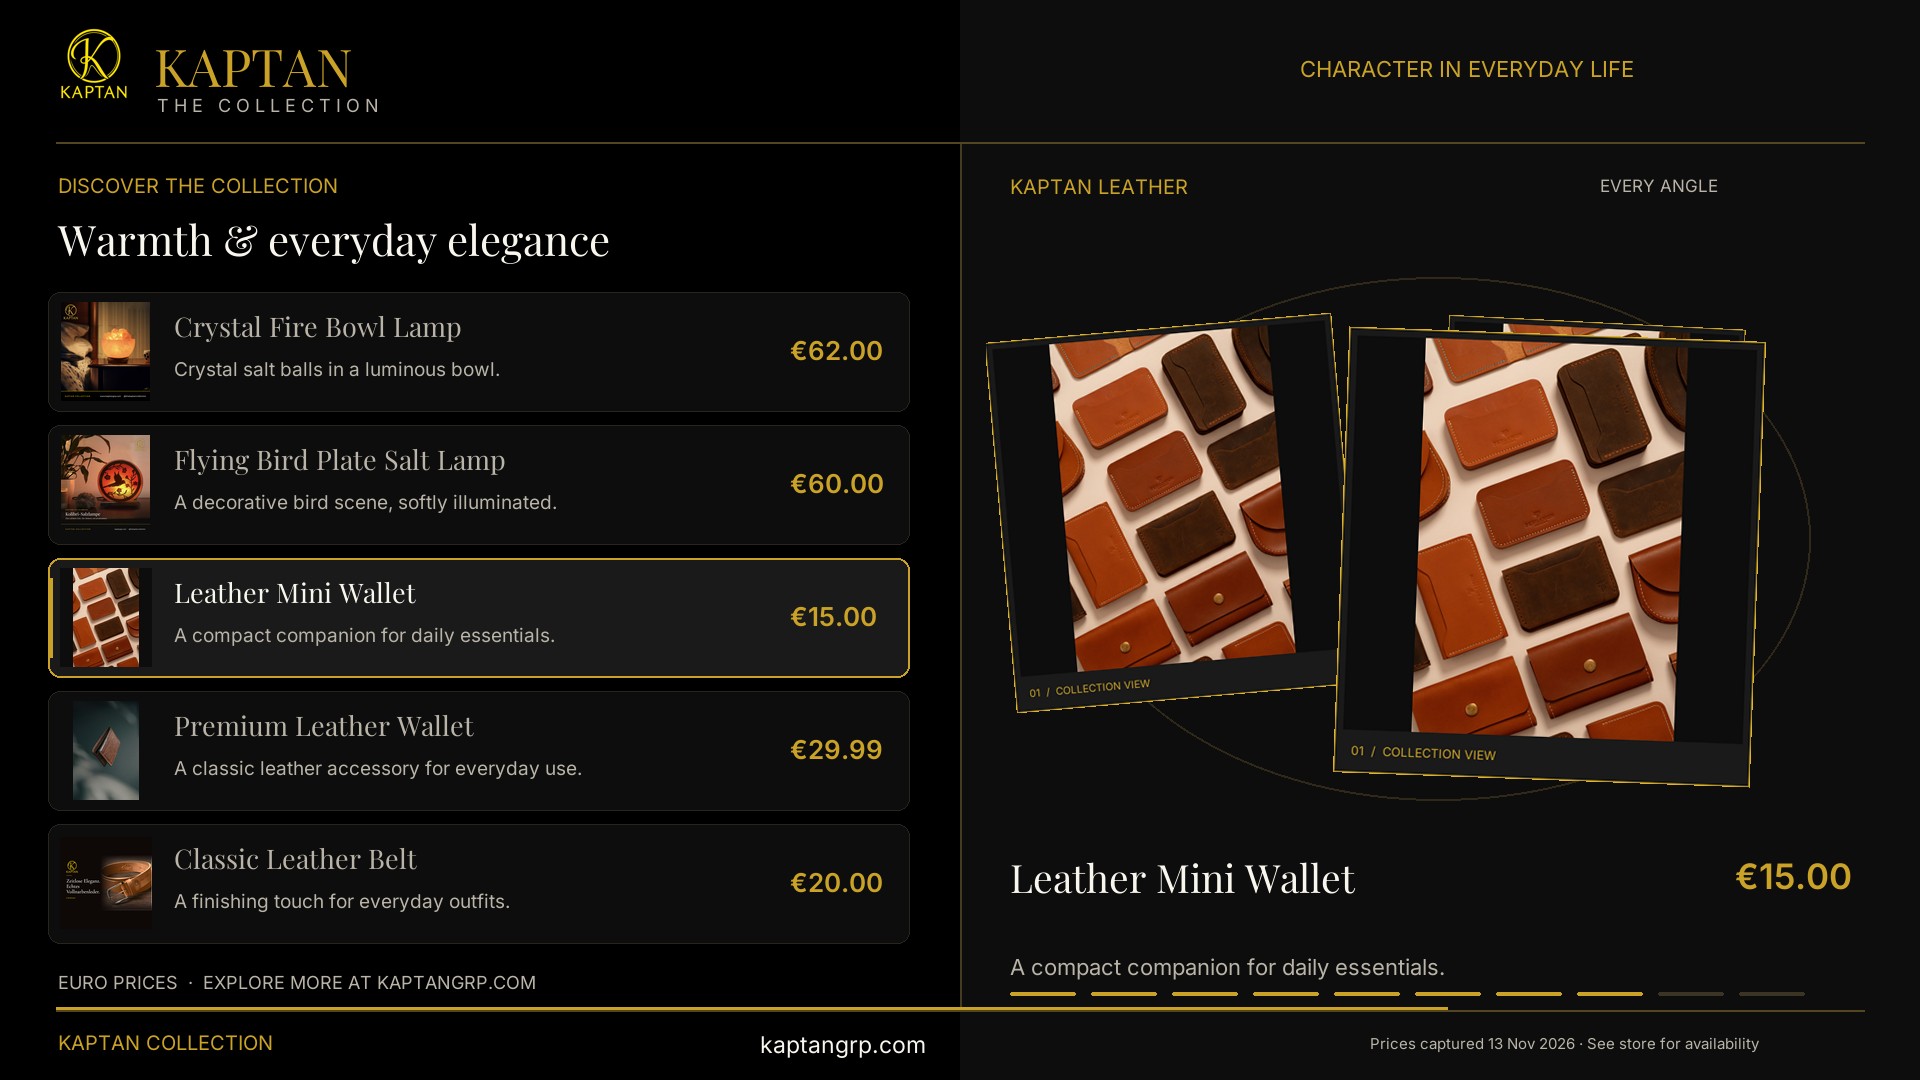 KAPTAN
KAPTAN
THE COLLECTION
CHARACTER IN EVERYDAY LIFE
DISCOVER THE COLLECTION
Warmth & everyday elegance
Crystal Fire Bowl Lamp
Crystal salt balls in a luminous bowl.
€62.00
Flying Bird Plate Salt Lamp
A decorative bird scene, softly illuminated.
€60.00
Leather Mini Wallet
A compact companion for daily essentials.
€15.00
Premium Leather Wallet
A classic leather accessory for everyday use.
€29.99
Classic Leather Belt
A finishing touch for everyday outfits.
€20.00
EURO PRICES · EXPLORE MORE AT KAPTANGRP.COM
KAPTAN LEATHER
EVERY ANGLE
01 / COLLECTION VIEW
01 / COLLECTION VIEW
Leather Mini Wallet
€15.00
A compact companion for daily essentials.
KAPTAN COLLECTION
kaptangrp.com
Prices captured 13 Nov 2026 · See store for availability